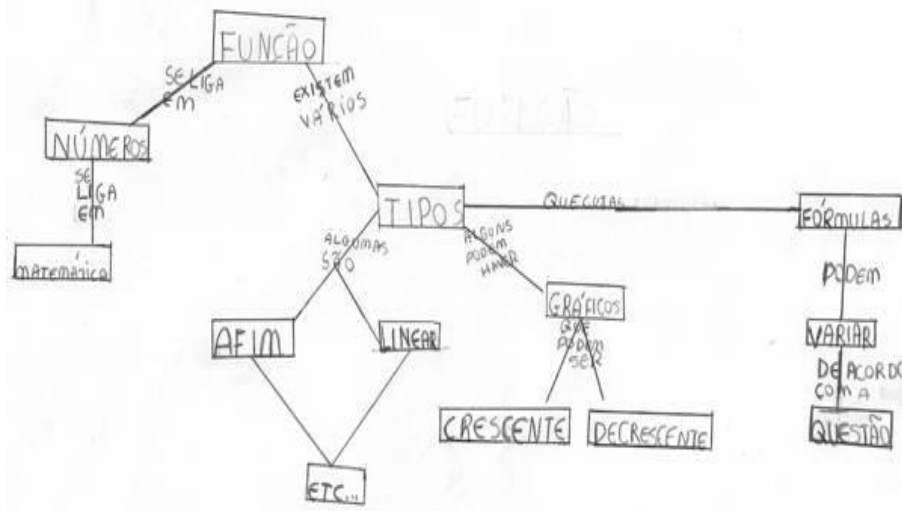 FUNÇÃO
SE LIGA
EM
EXISTEM
VÁRIOS
NÚMEROS
SE
LIGA
EM
MATEMÁTICA
TIPOS
QUE CUJAS
FÓRMULAS
ALGUMAS
SÃO
ALGUNS
PODEM
HAVER
PODEM
GRÁFICOS
AFIM
LINEAR
QUE
PODEM
SER
VARIAR
DE ACORDO
COM A
CRESCENTE
DECRESCENTE
QUESTÃO
ETC...